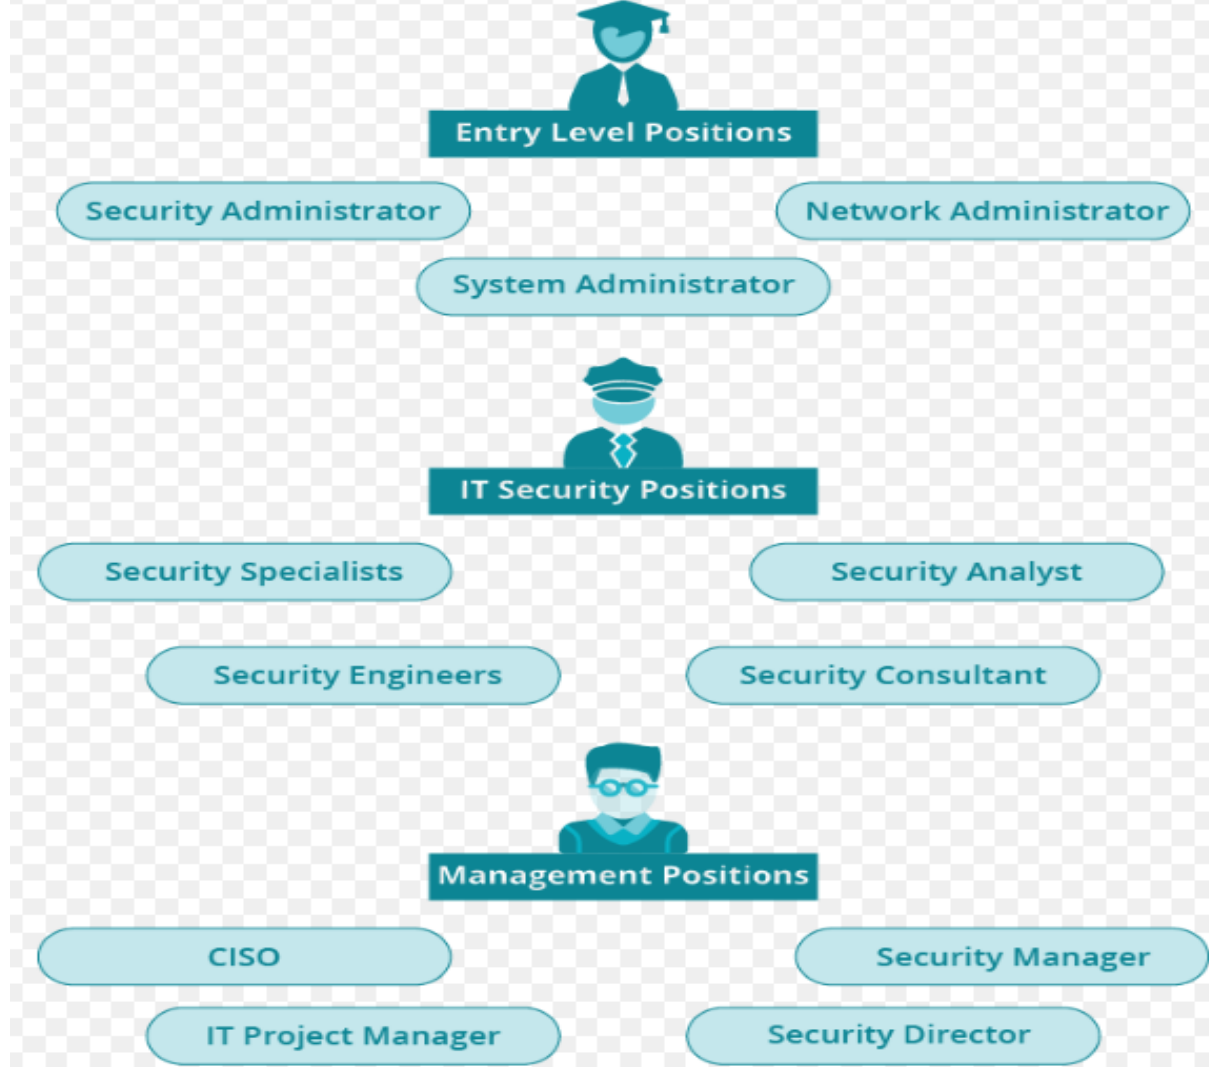 Entry Level Positions
Security Administrator
Network Administrator
System Administrator
IT Security Positions
Security Specialists
Security Analyst
Security Engineers
Security Consultant
Management Positions
CISO
Security Manager
IT Project Manager
Security Director